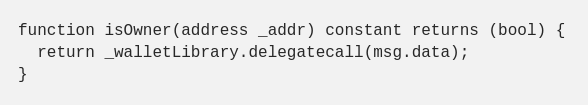 function isOwner(address _addr) constant returns (bool) {
  return _walletLibrary.delegatecall(msg.data);
}